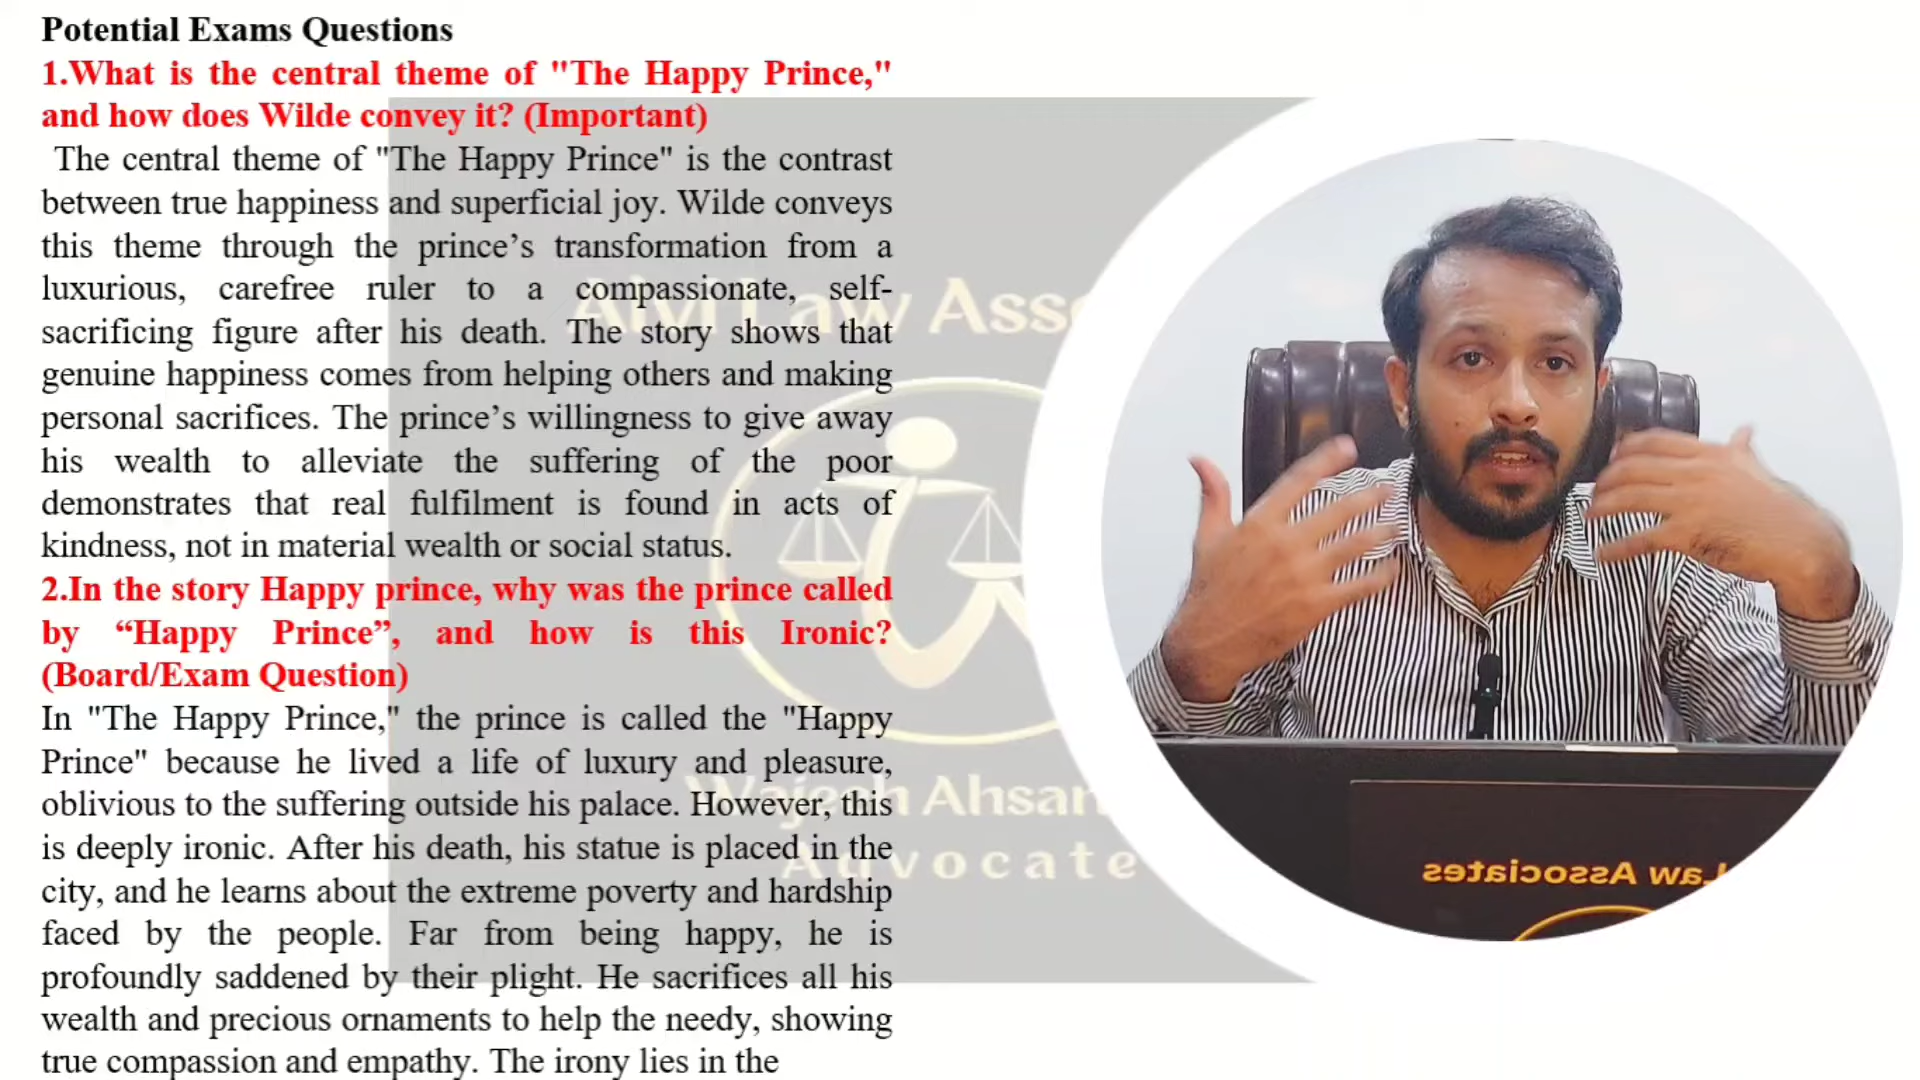 Potential Exams Questions
1.What is the central theme of "The Happy Prince,"
and how does Wilde convey it? (Important)
The central theme of "The Happy Prince" is the contrast
between true happiness and superficial joy. Wilde conveys
this theme through the prince’s transformation from a
luxurious, carefree ruler to a compassionate, self-
sacrificing figure after his death. The story shows that
genuine happiness comes from helping others and making
personal sacrifices. The prince’s willingness to give away
his wealth to alleviate the suffering of the poor
demonstrates that real fulfilment is found in acts of
kindness, not in material wealth or social status.
2.In the story Happy prince, why was the prince called
by “Happy Prince”, and how is this Ironic?
(Board/Exam Question)
In "The Happy Prince," the prince is called the "Happy
Prince" because he lived a life of luxury and pleasure,
oblivious to the suffering outside his palace. However, this
is deeply ironic. After his death, his statue is placed in the
city, and he learns about the extreme poverty and hardship
faced by the people. Far from being happy, he is
profoundly saddened by their plight. He sacrifices all his
wealth and precious ornaments to help the needy, showing
true compassion and empathy. The irony lies in the
Law Asso
Ahsan
Advocate
Law Associates